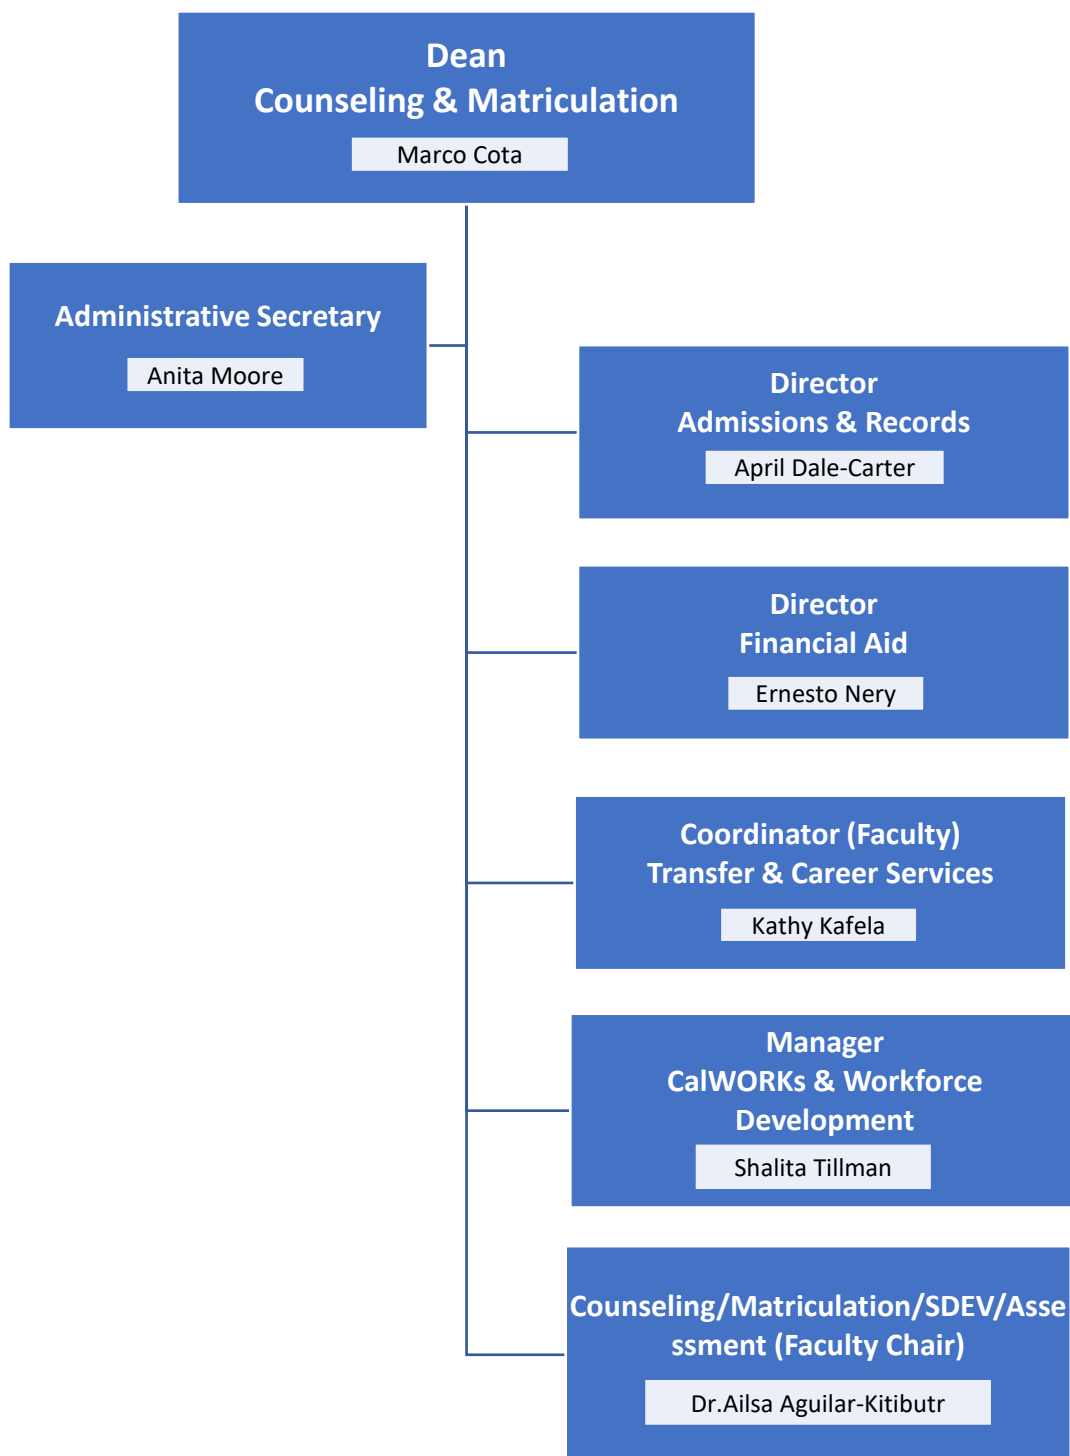 Dean
Counseling & Matriculation
Marco Cota
Administrative Secretary
Anita Moore
Director
Admissions & Records
April Dale-Carter
Director
Financial Aid
Ernesto Nery
Coordinator (Faculty)
Transfer & Career Services
Kathy Kafela
Manager
CalWORKs & Workforce
Development
Shalita Tillman
Counseling/Matriculation/SDEV/Asse
ssment (Faculty Chair)
Dr.Ailsa Aguilar-Kitibutr